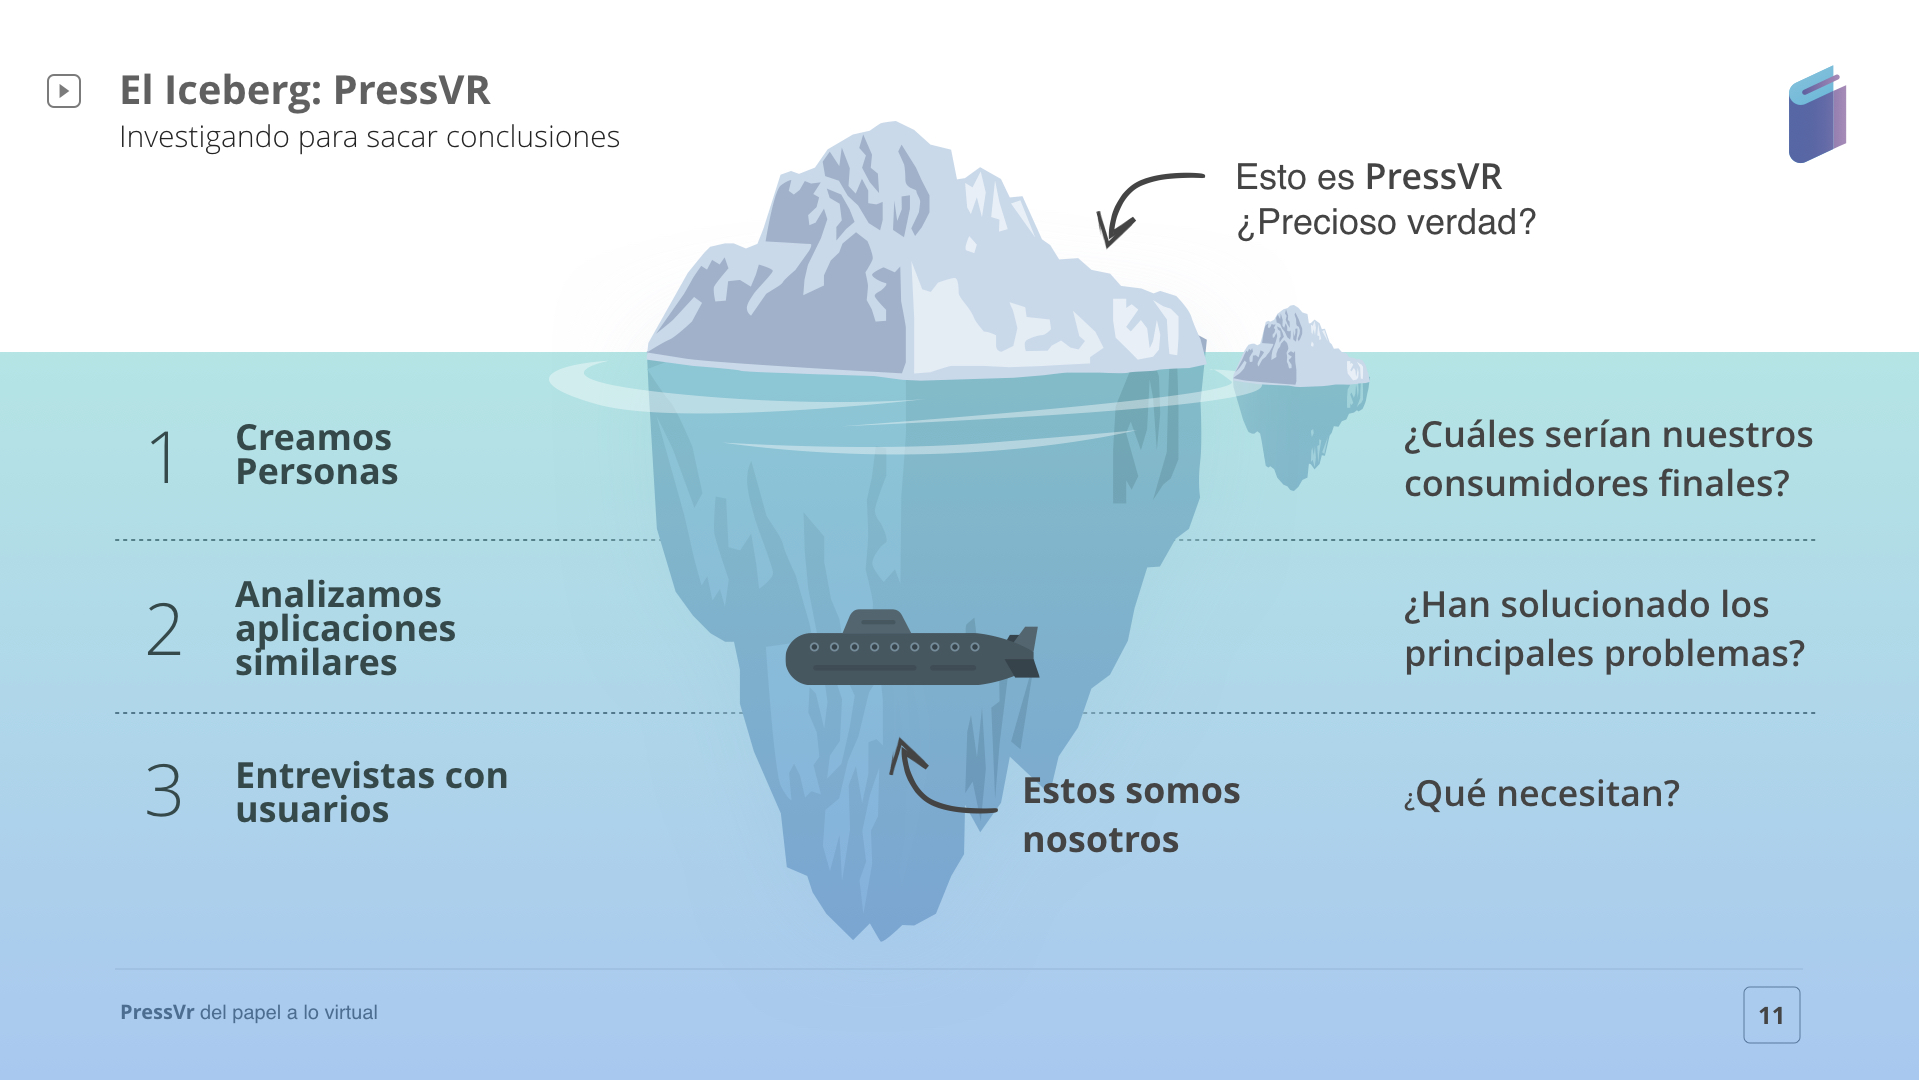 El Iceberg: PressVR
Investigando para sacar conclusiones
Esto es PressVR
¿Precioso verdad?
1
Creamos
Personas
¿Cuáles serían nuestros
consumidores finales?
2
Analizamos
aplicaciones
similares
¿Han solucionado los
principales problemas?
3
Entrevistas con
usuarios
Estos somos
nosotros
¿Qué necesitan?
PressVr del papel a lo virtual
11